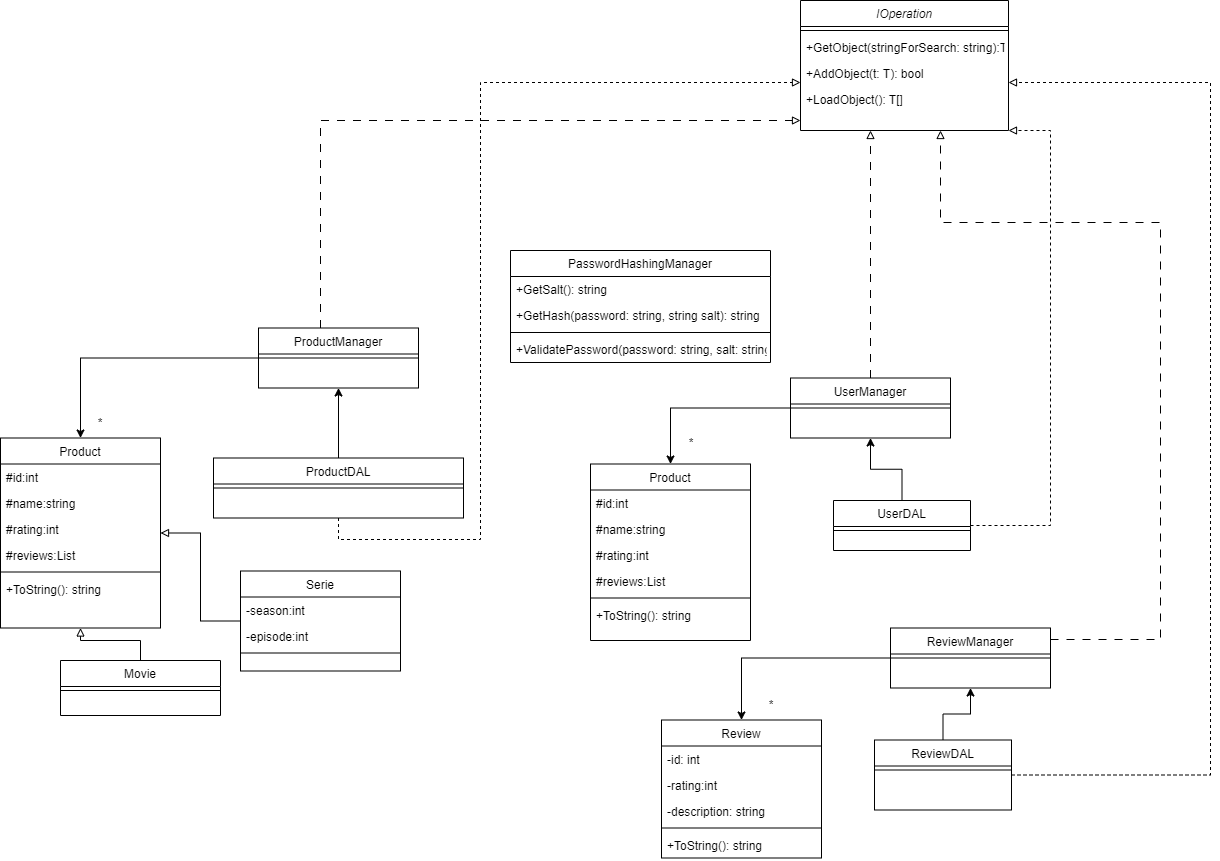 IOperation
+GetObject(stringForSearch: string):T
+AddObject(t: T): bool
+LoadObject(): T[]
PasswordHashingManager
+GetSalt(): string
+GetHash(password: string, string salt): string
+ValidatePassword(password: string, salt: string
ProductManager
*
Product
#id:int
#name:string
#rating:int
#reviews:List
+ToString(): string
ProductDAL
Serie
-season:int
-episode:int
Movie
UserManager
*
Product
#id:int
#name:string
#rating:int
#reviews:List
+ToString(): string
UserDAL
ReviewManager
*
Review
-id: int
-rating:int
-description: string
+ToString(): string
ReviewDAL